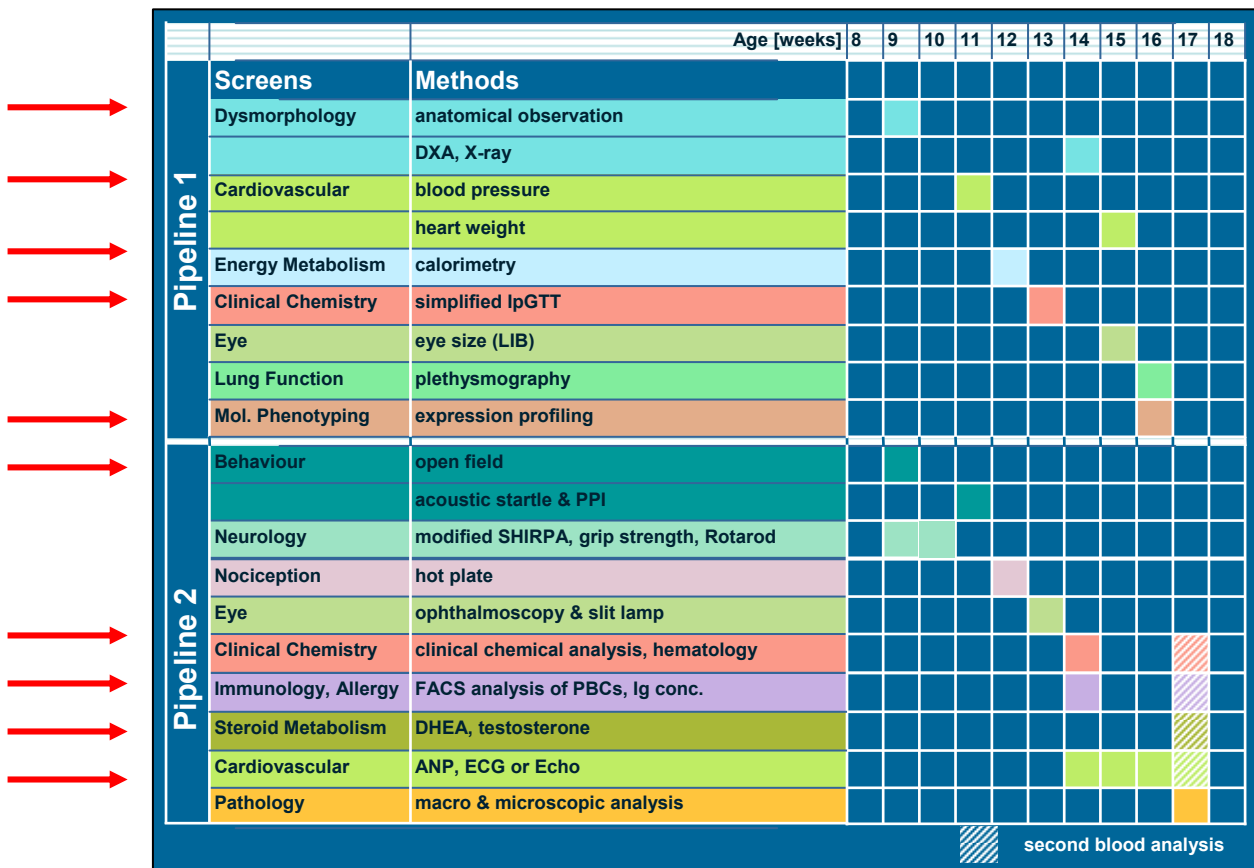 Age [weeks] 8 9 10 11 12 13 14 15 16 17 18
Pipeline 1
Screens Methods
Dysmorphology anatomical observation
DXA, X-ray
Cardiovascular blood pressure
heart weight
Energy Metabolism calorimetry
Clinical Chemistry simplified IpGTT
Eye eye size (LIB)
Lung Function plethysmography
Mol. Phenotyping expression profiling
Pipeline 2
Behaviour open field
acoustic startle & PPI
Neurology modified SHIRPA, grip strength, Rotarod
Nociception hot plate
Eye ophthalmoscopy & slit lamp
Clinical Chemistry clinical chemical analysis, hematology
Immunology, Allergy FACS analysis of PBCs, Ig conc.
Steroid Metabolism DHEA, testosterone
Cardiovascular ANP, ECG or Echo
Pathology macro & microscopic analysis
second blood analysis